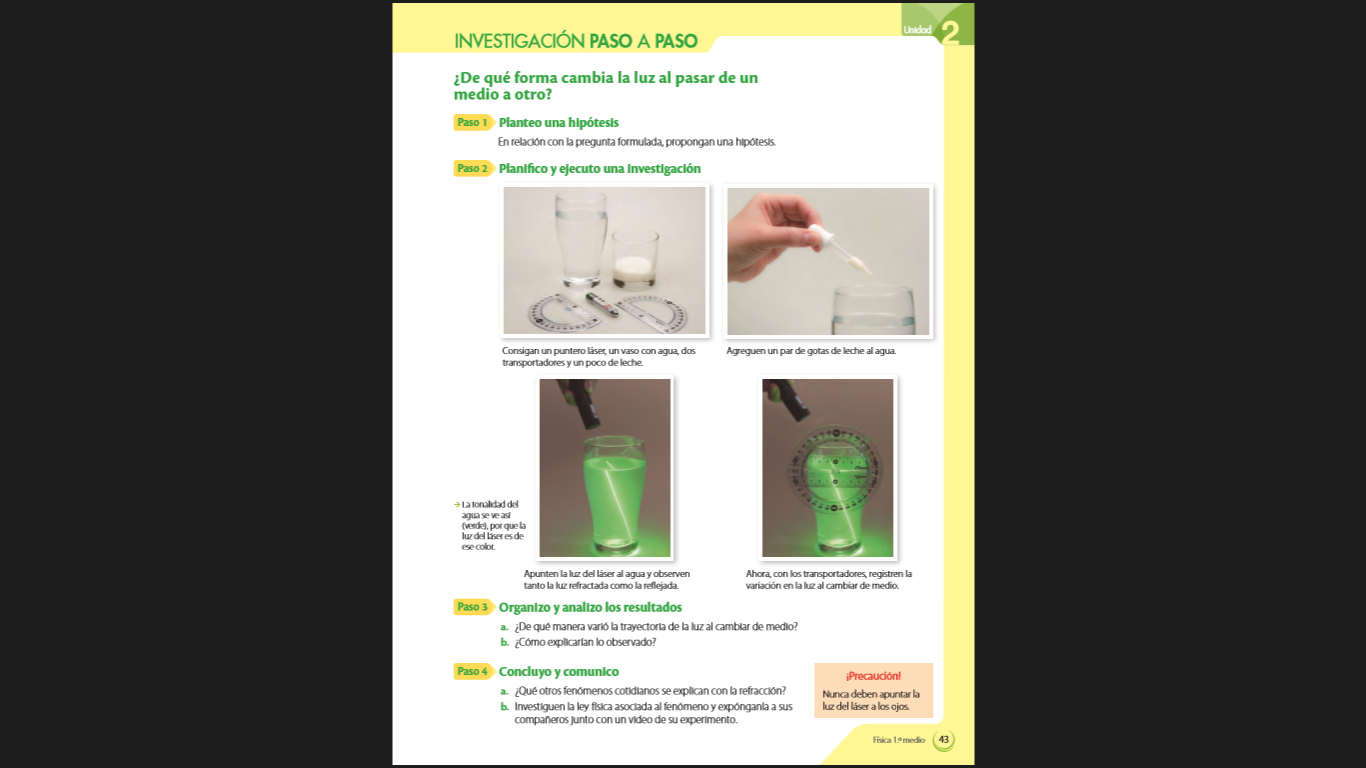 Unidad 2
INVESTIGACIÓN PASO A PASO
¿De qué forma cambia la luz al pasar de un
medio a otro?
Paso 1 Planteo una hipótesis
En relación con la pregunta formulada, propongan una hipótesis.
Paso 2 Planifico y ejecuto una investigación
Consigan un puntero láser, un vaso con agua, dos
transportadores y un poco de leche.
Agreguen un par de gotas de leche al agua.
La tonalidad del
agua se ve así
(verde), por que la
luz del láser es de
ese color.
Apunten la luz del láser al agua y observen
tanto la luz refractada como la reflejada.
Ahora, con los transportadores, registren la
variación en la luz al cambiar de medio.
Paso 3 Organizo y analizo los resultados
a. ¿De qué manera varió la trayectoria de la luz al cambiar de medio?
b. ¿Cómo explicarían lo observado?
Paso 4 Concluyo y comunico
a. ¿Qué otros fenómenos cotidianos se explican con la refracción?
b. Investiguen la ley física asociada al fenómeno y expónganla a sus
compañeros junto con un video de su experimento.
¡Precaución!
Nunca deben apuntar la
luz del láser a los ojos.
Física 1.º medio 43